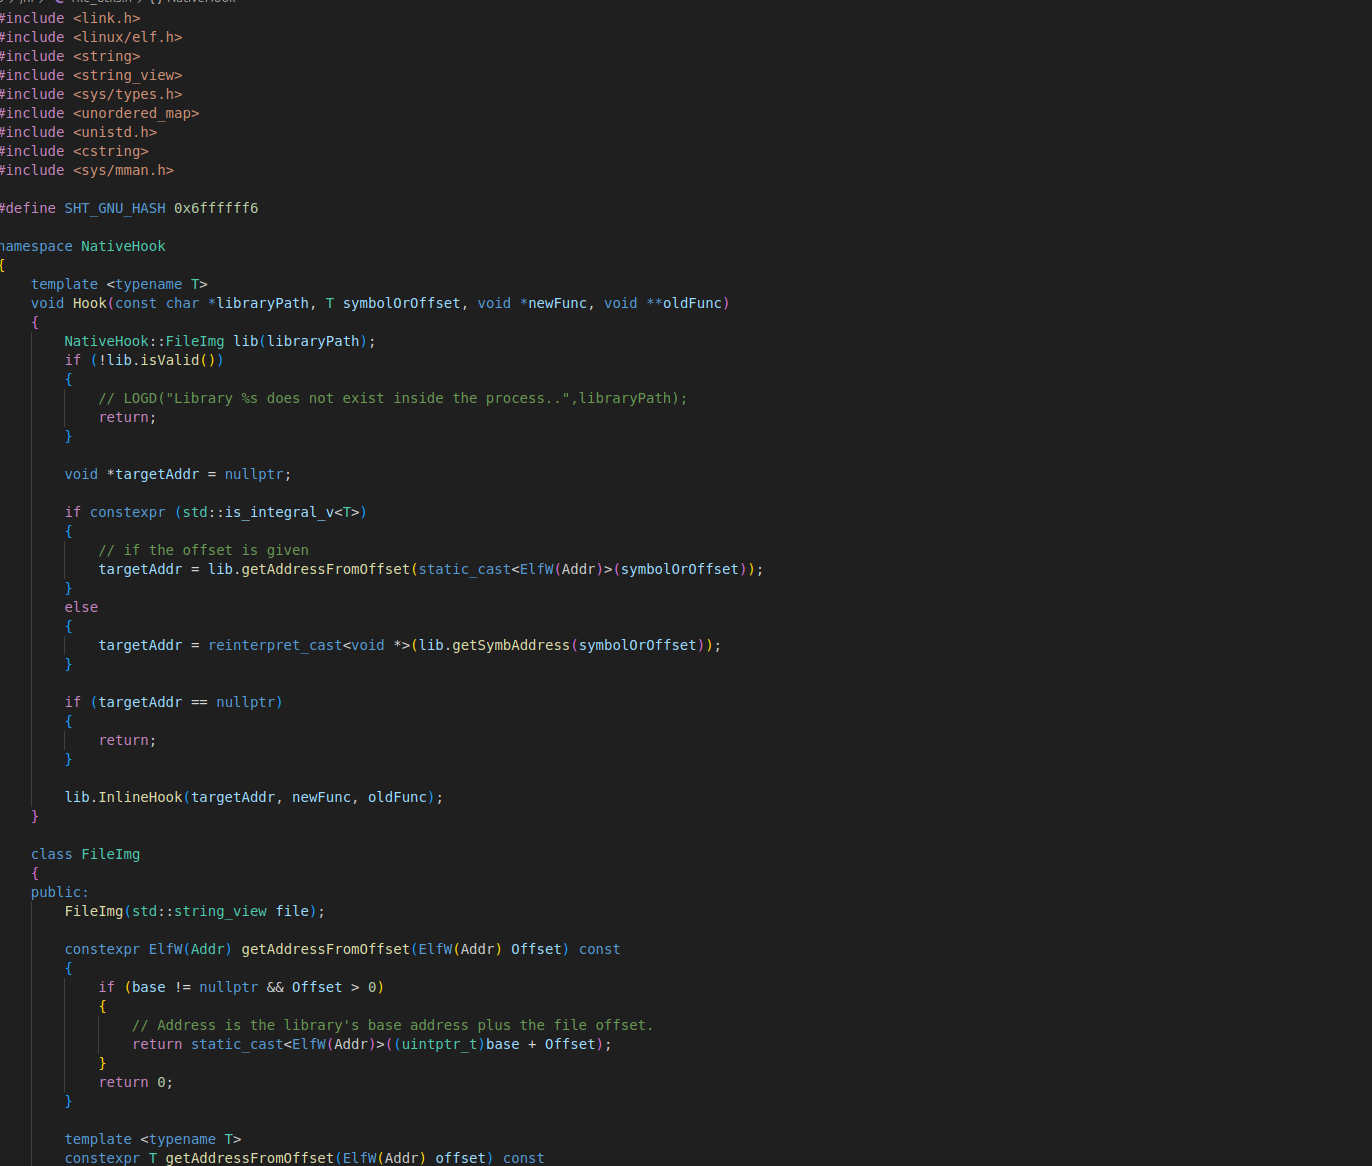 #include <link.h>
#include <linux/elf.h>
#include <string>
#include <string_view>
#include <sys/types.h>
#include <unordered_map>
#include <unistd.h>
#include <cstring>
#include <sys/mman.h>

#define SHT_GNU_HASH 0x6ffffff6

namespace NativeHook
{
    template <typename T>
    void Hook(const char *libraryPath, T symbolOrOffset, void *newFunc, void **oldFunc)
    {
        NativeHook::FileImg lib(libraryPath);
        if (!lib.isValid())
        {
            // LOGD("Library %s does not exist inside the process..",libraryPath);
            return;
        }

        void *targetAddr = nullptr;

        if constexpr (std::is_integral_v<T>)
        {
            // if the offset is given
            targetAddr = lib.getAddressFromOffset(static_cast<ElfW(Addr)>(symbolOrOffset));
        }
        else
        {
            targetAddr = reinterpret_cast<void *>(lib.getSymbAddress(symbolOrOffset));
        }

        if (targetAddr == nullptr)
        {
            return;
        }

        lib.InlineHook(targetAddr, newFunc, oldFunc);
    }

    class FileImg
    {
    public:
        FileImg(std::string_view file);

        constexpr ElfW(Addr) getAddressFromOffset(ElfW(Addr) Offset) const
        {
            if (base != nullptr && Offset > 0)
            {
                // Address is the library's base address plus the file offset.
                return static_cast<ElfW(Addr)>((uintptr_t)base + Offset);
            }
            return 0;
        }

        template <typename T>
        constexpr T getAddressFromOffset(ElfW(Addr) offset) const